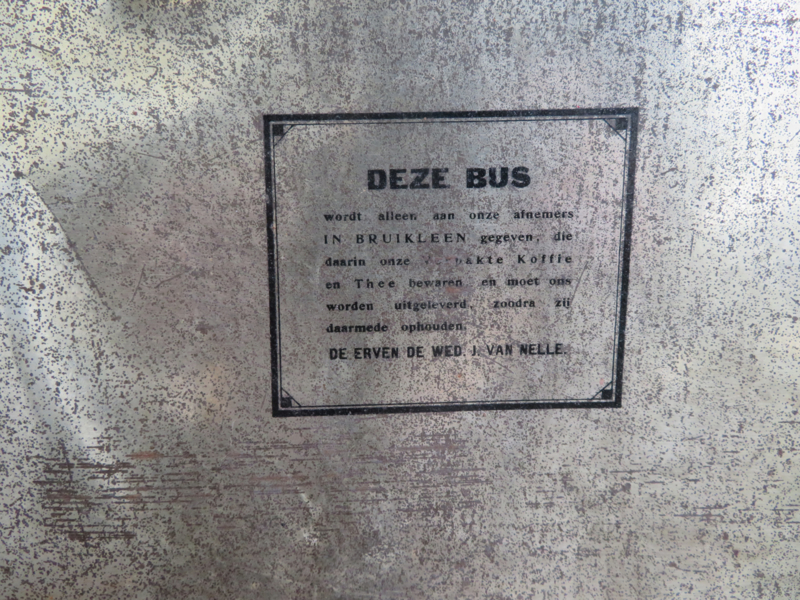 DEZE BUS
wordt alleen aan onze afnemers
IN BRUIKLEEN gegeven, die
daarin onze verpakte Koffie
en Thee bewaren en moet ons
worden uitgeleverd, zoodra zij
daarmede ophouden.
DE ERVEN DE WED. J. VAN NELLE.